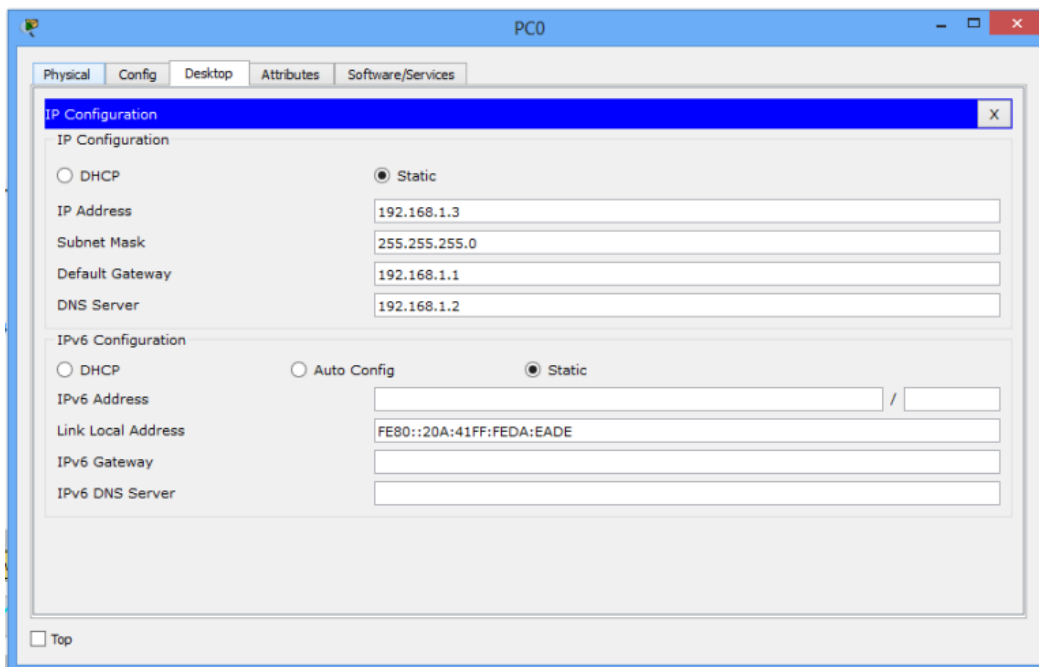 PC0
Physical Config Desktop Attributes Software/Services
IP Configuration X
IP Configuration
DHCP Static
IP Address 192.168.1.3
Subnet Mask 255.255.255.0
Default Gateway 192.168.1.1
DNS Server 192.168.1.2
IPv6 Configuration
DHCP Auto Config Static
IPv6 Address /
Link Local Address FE80::20A:41FF:FEDA:EADE
IPv6 Gateway
IPv6 DNS Server
Top